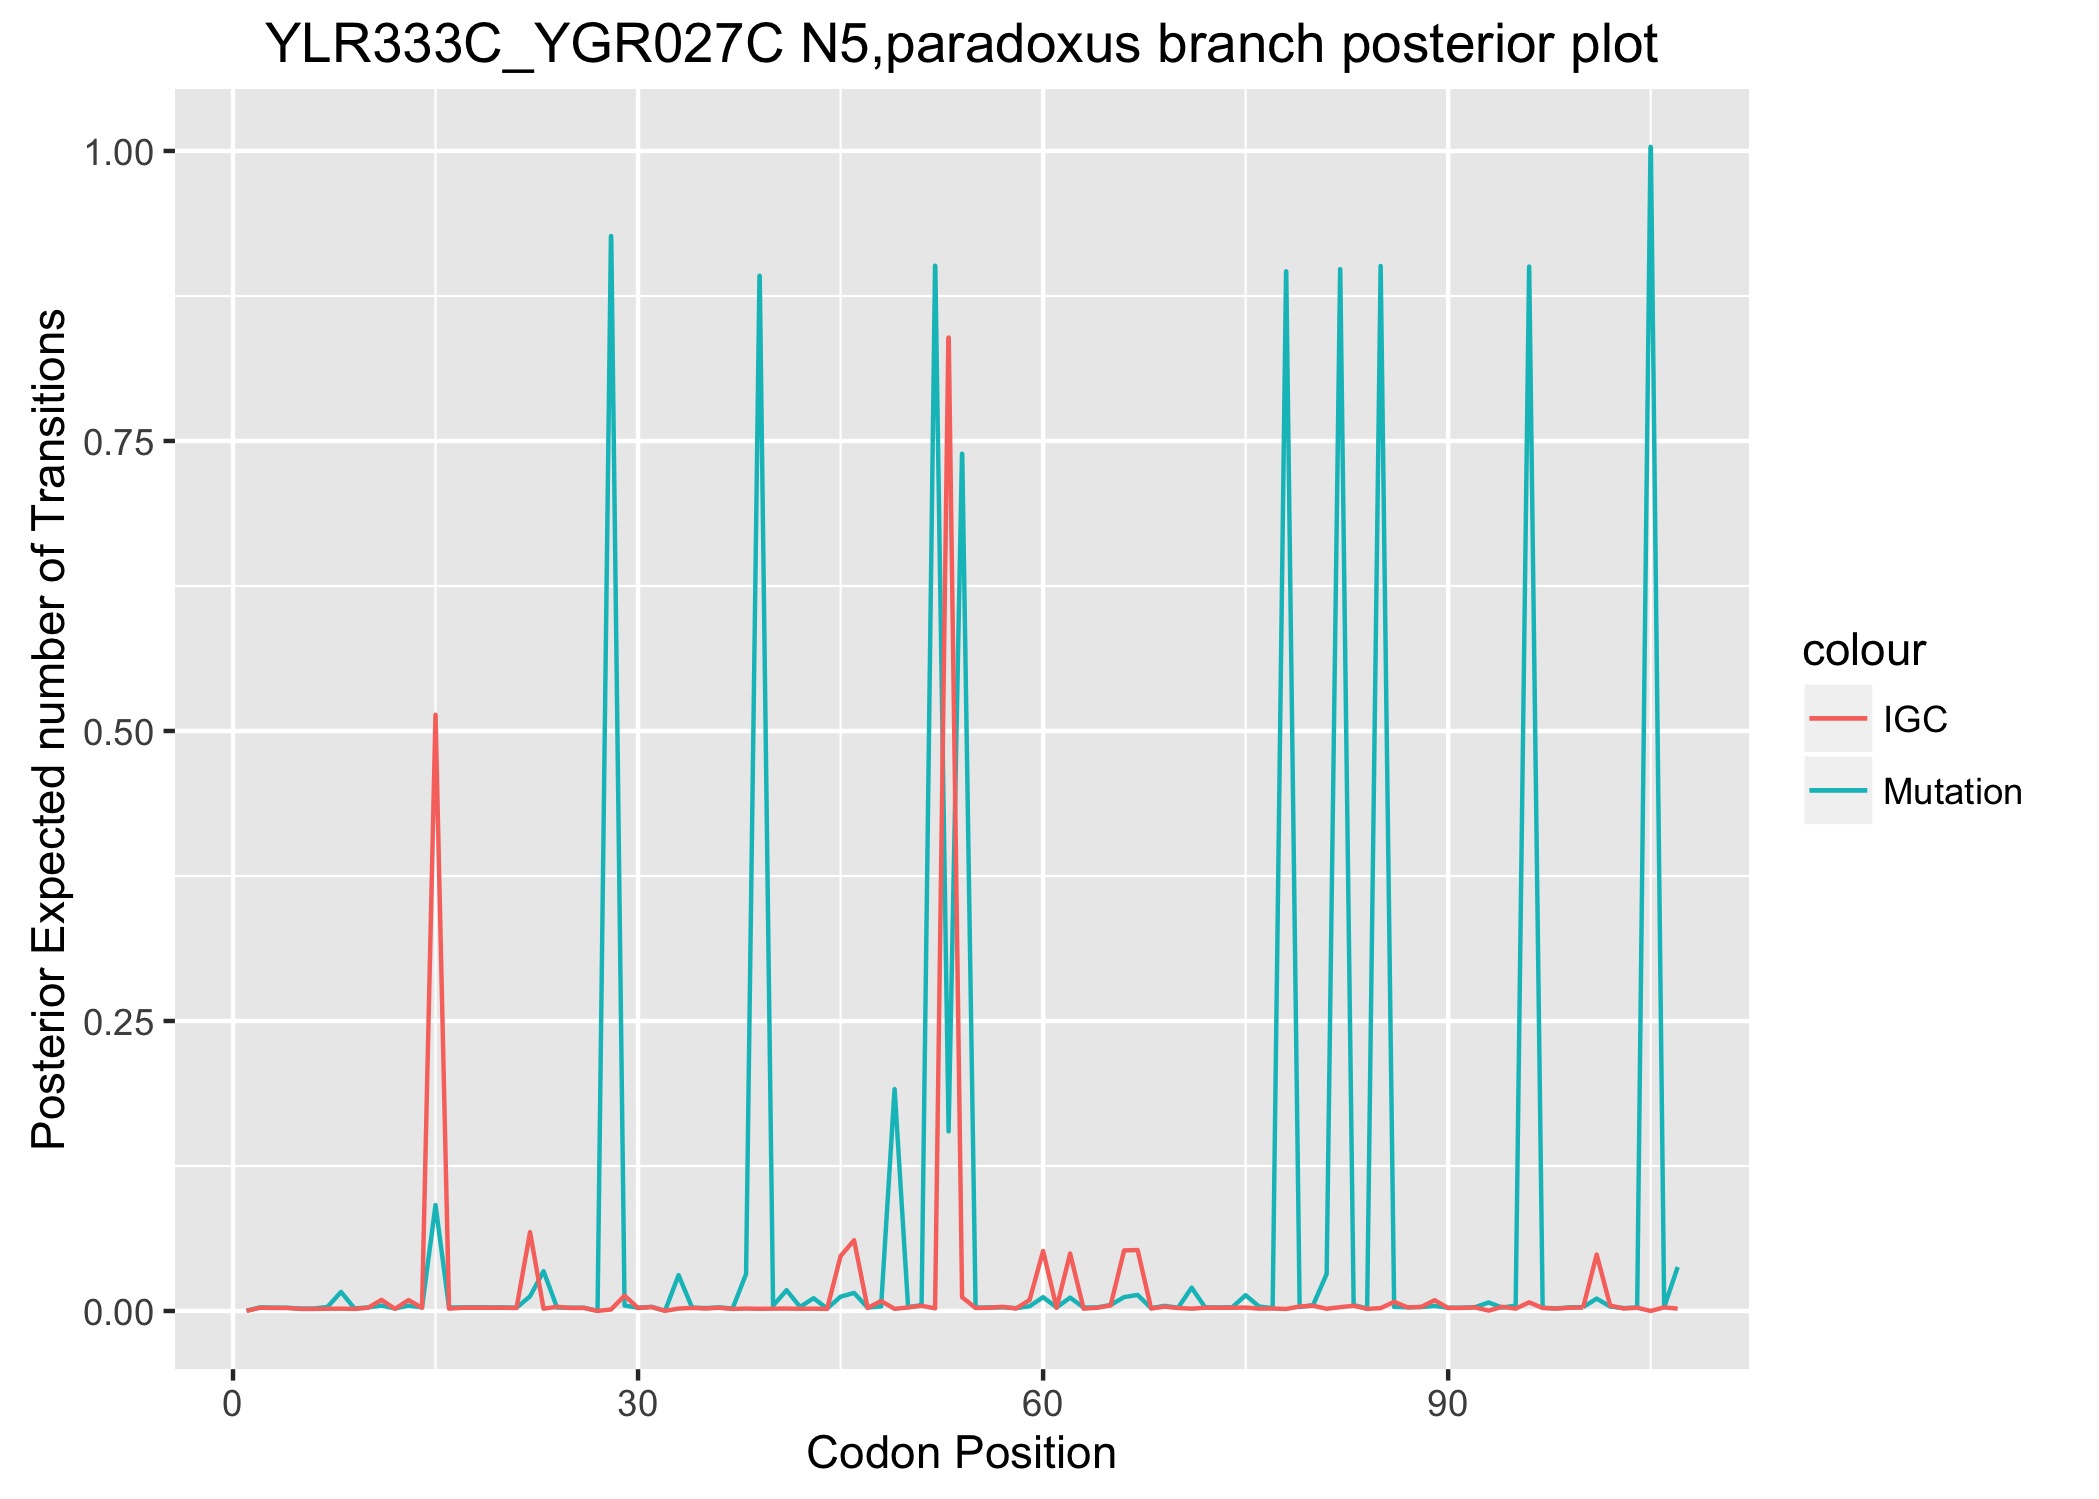 YLR333C_YGR027C N5,paradoxus branch posterior plot
Posterior Expected number of Transitions
1.00
0.75
0.50
0.25
0.00
0
30
60
90
Codon Position
colour
IGC
Mutation